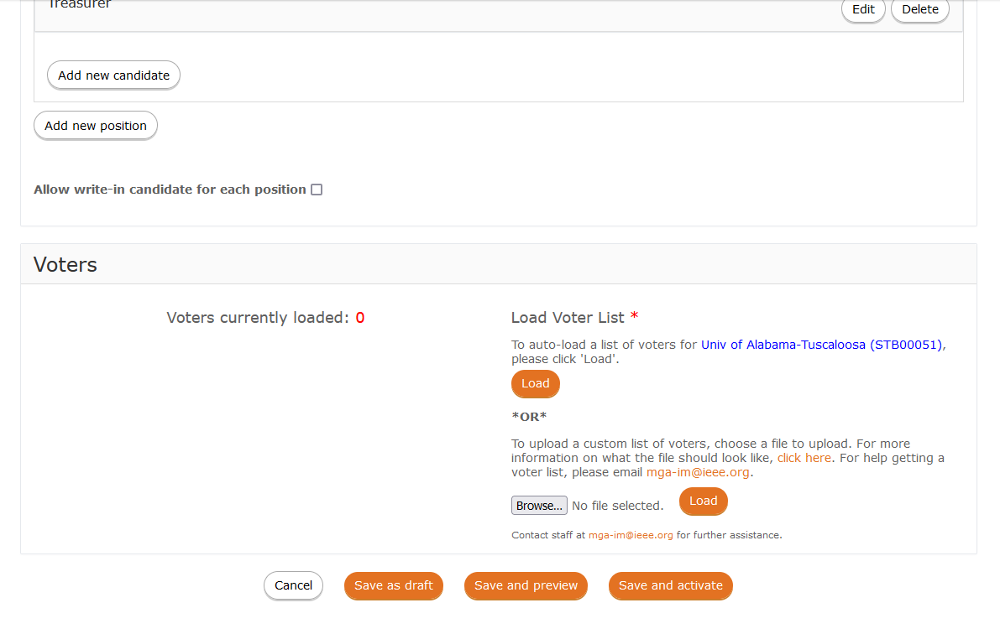 Treasurer
Edit
Delete
Add new candidate
Add new position
Allow write-in candidate for each position
Voters
Voters currently loaded: 0
Load Voter List *
To auto-load a list of voters for Univ of Alabama-Tuscaloosa (STB00051),
please click 'Load'.
Load
*OR*
To upload a custom list of voters, choose a file to upload. For more
information on what the file should look like, click here. For help getting a
voter list, please email mga-im@ieee.org.
Browse... No file selected.
Load
Contact staff at mga-im@ieee.org for further assistance.
Cancel
Save as draft
Save and preview
Save and activate